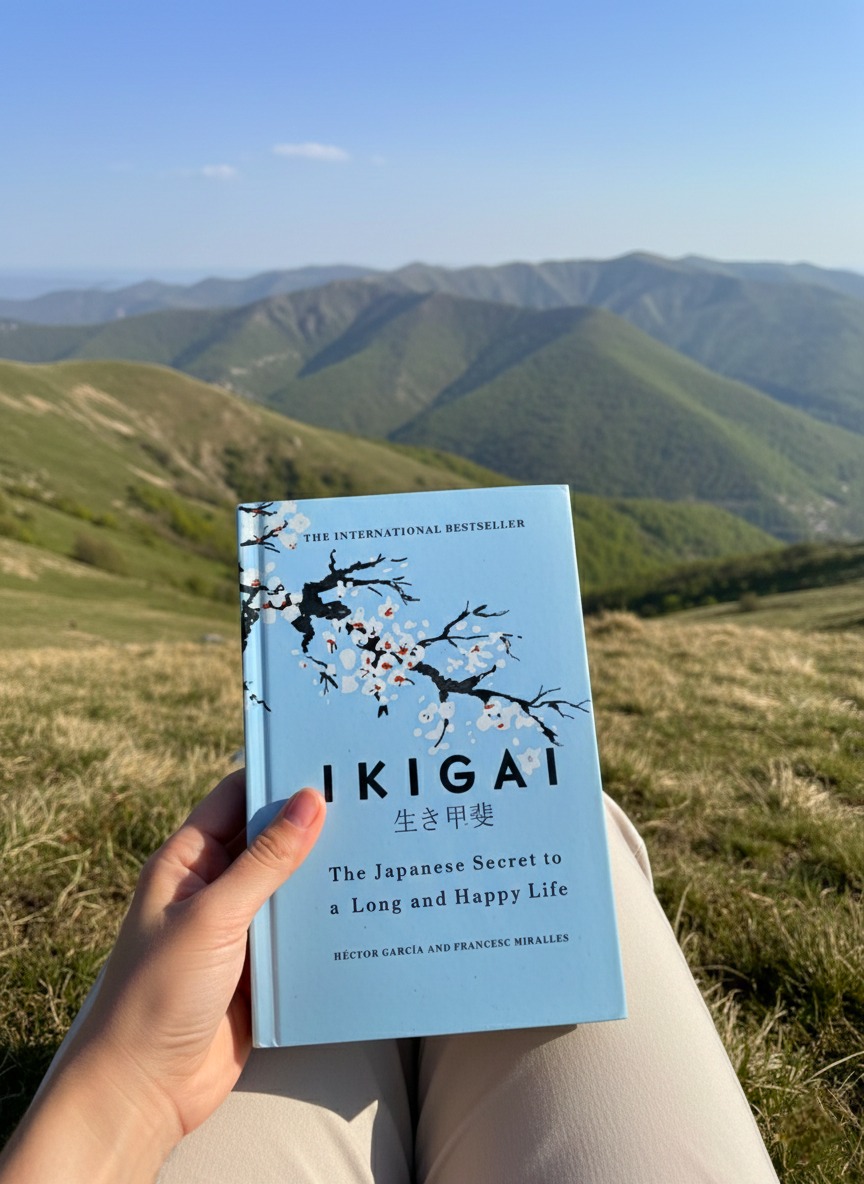 THE INTERNATIONAL BESTSELLER
IKIGAI
生き甲斐
The Japanese Secret to
a Long and Happy Life
HÉCTOR GARCÍA AND FRANCESC MIRALLES